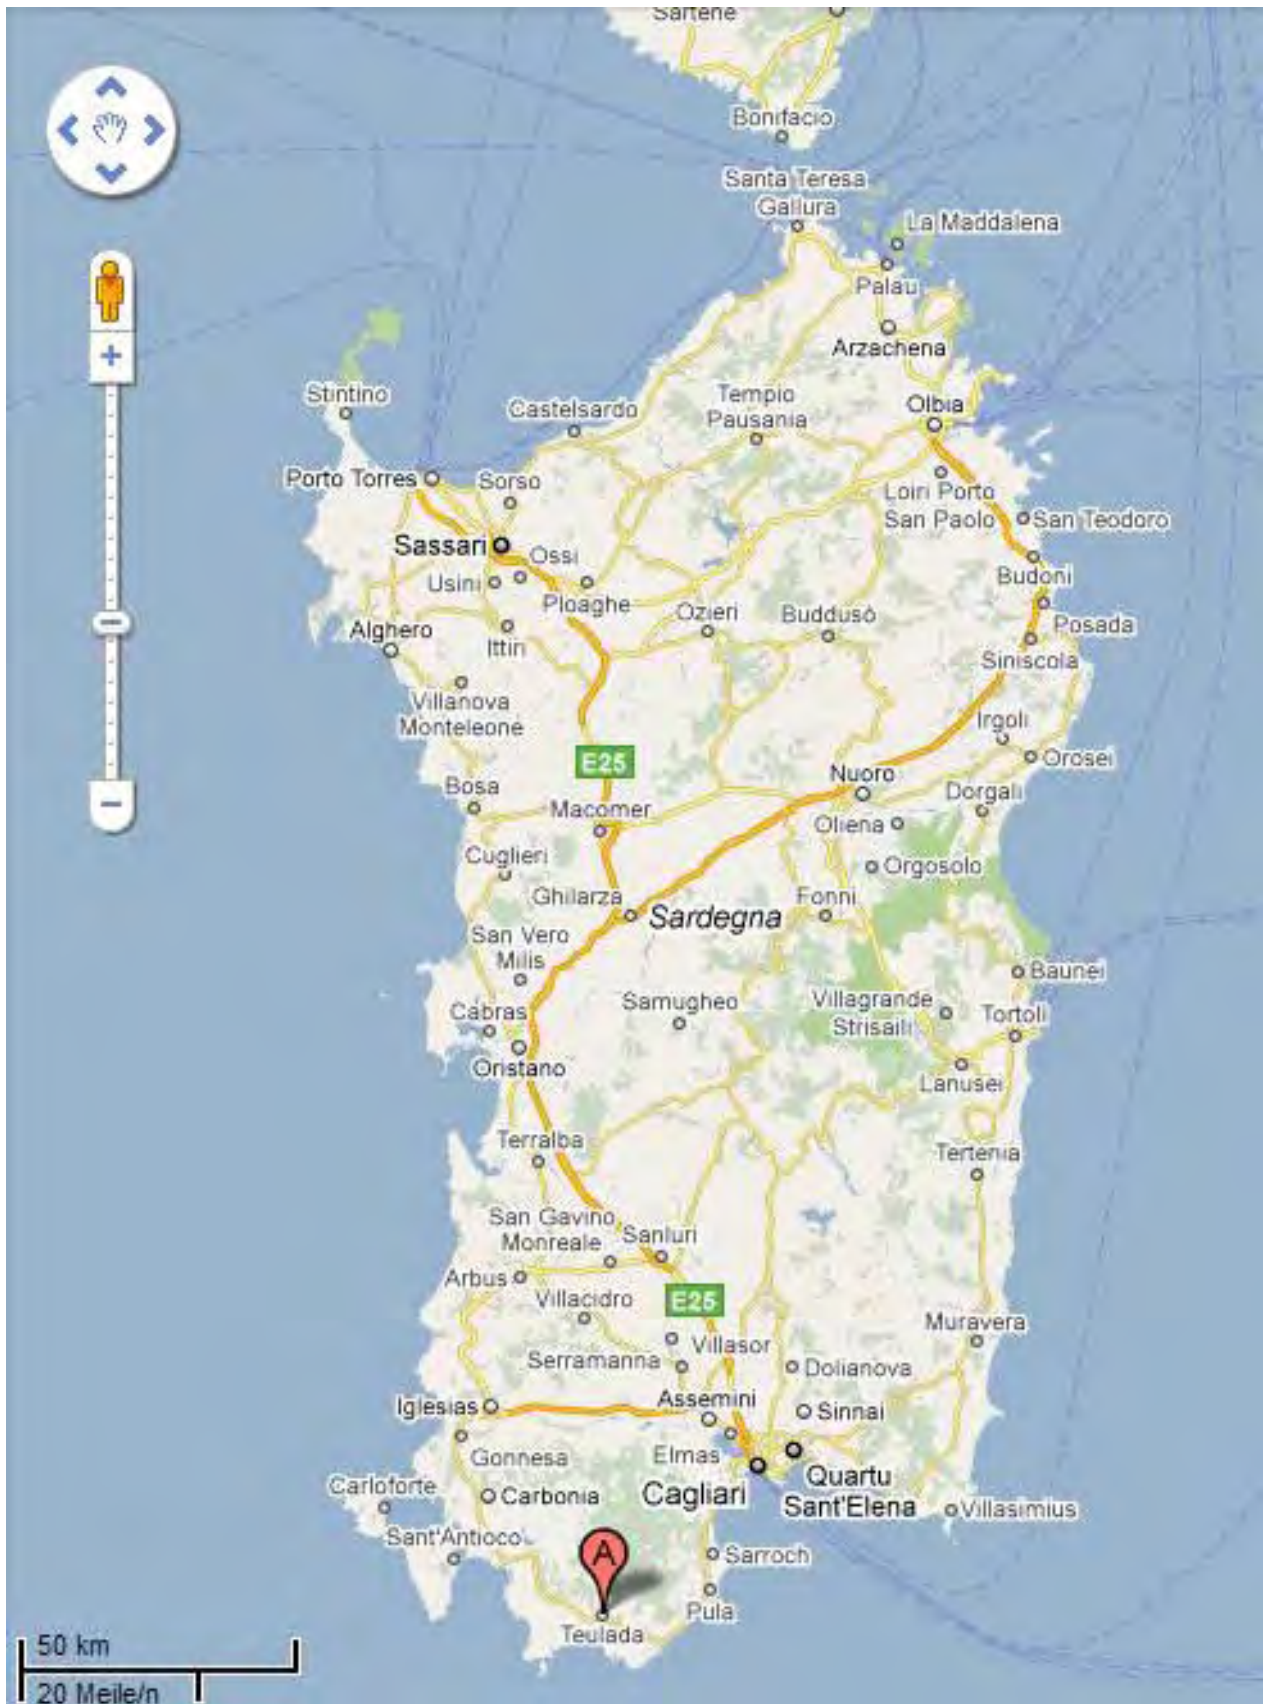 Sartène
Bonifacio
Santa Teresa
Gallura
La Maddalena
Palau
Arzachena
Stintino
Castelsardo
Tempio
Pausania
Olbia
Porto Torres
Sorso
Loiri Porto
San Paolo
San Teodoro
Sassari
Ossi
Usini
Budoni
Ploaghe
Ozieri
Buddusò
Posada
Alghero
Ittiri
Siniscola
Villanova
Monteleone
Irgoli
Orosei
E25
Nuoro
Bosa
Dorgali
Macomer
Oliena
Cuglieri
Orgosolo
Ghilarza
Fonni
Sardegna
San Vero
Milis
Baunei
Samugheo
Villagrande
Strisaili
Cabras
Tortoli
Oristano
Lanusei
Terralba
Tertenia
San Gavino
Monreale
Sanluri
Arbus
Villacidro
E25
Muravera
Villasor
Serramanna
Dolianova
Assemini
Iglesias
Sinnai
Gonnesa
Elmas
Carloforte
Carbonia
Cagliari
Quartu
Sant'Elena
Villasimius
Sant'Antioco
A
Sarroch
Pula
Teulada
50 km
20 Meile/n